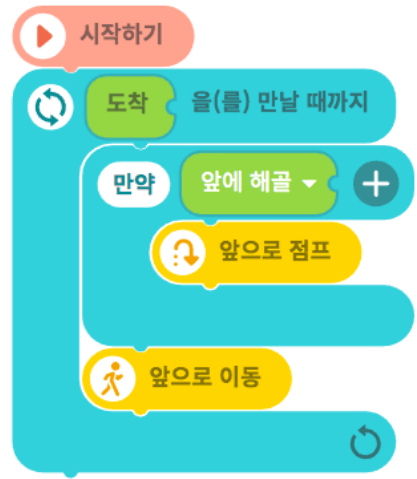 시작하기
도착 을(를) 만날 때까지
만약 앞에 해골
앞으로 점프
앞으로 이동